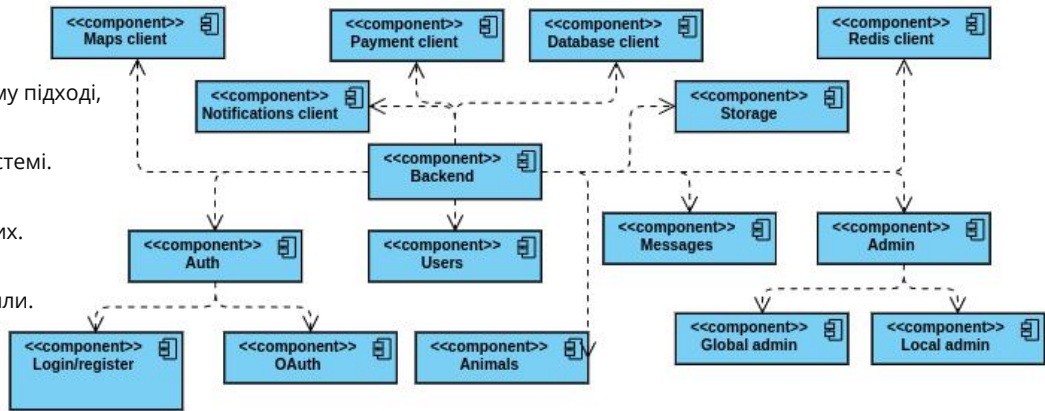 <<component>>
Maps client
<<component>>
Payment client
<<component>>
Database client
<<component>>
Redis client
му підході,
<<component>>
Notifications client
<<component>>
Storage
стемі.
<<component>>
Backend
их.
<<component>>
Auth
<<component>>
Users
<<component>>
Messages
<<component>>
Admin
<<component>>
Login/register
<<component>>
OAuth
<<component>>
Animals
<<component>>
Global admin
<<component>>
Local admin